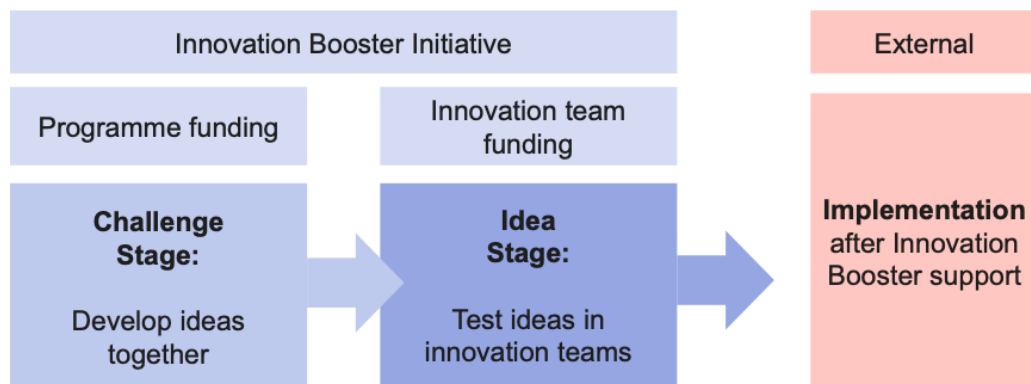 Innovation Booster Initiative
External
Programme funding
Innovation team
funding
Challenge
Stage:
Develop ideas
together
Idea
Stage:
Test ideas in
innovation teams
Implementation
after Innovation
Booster support